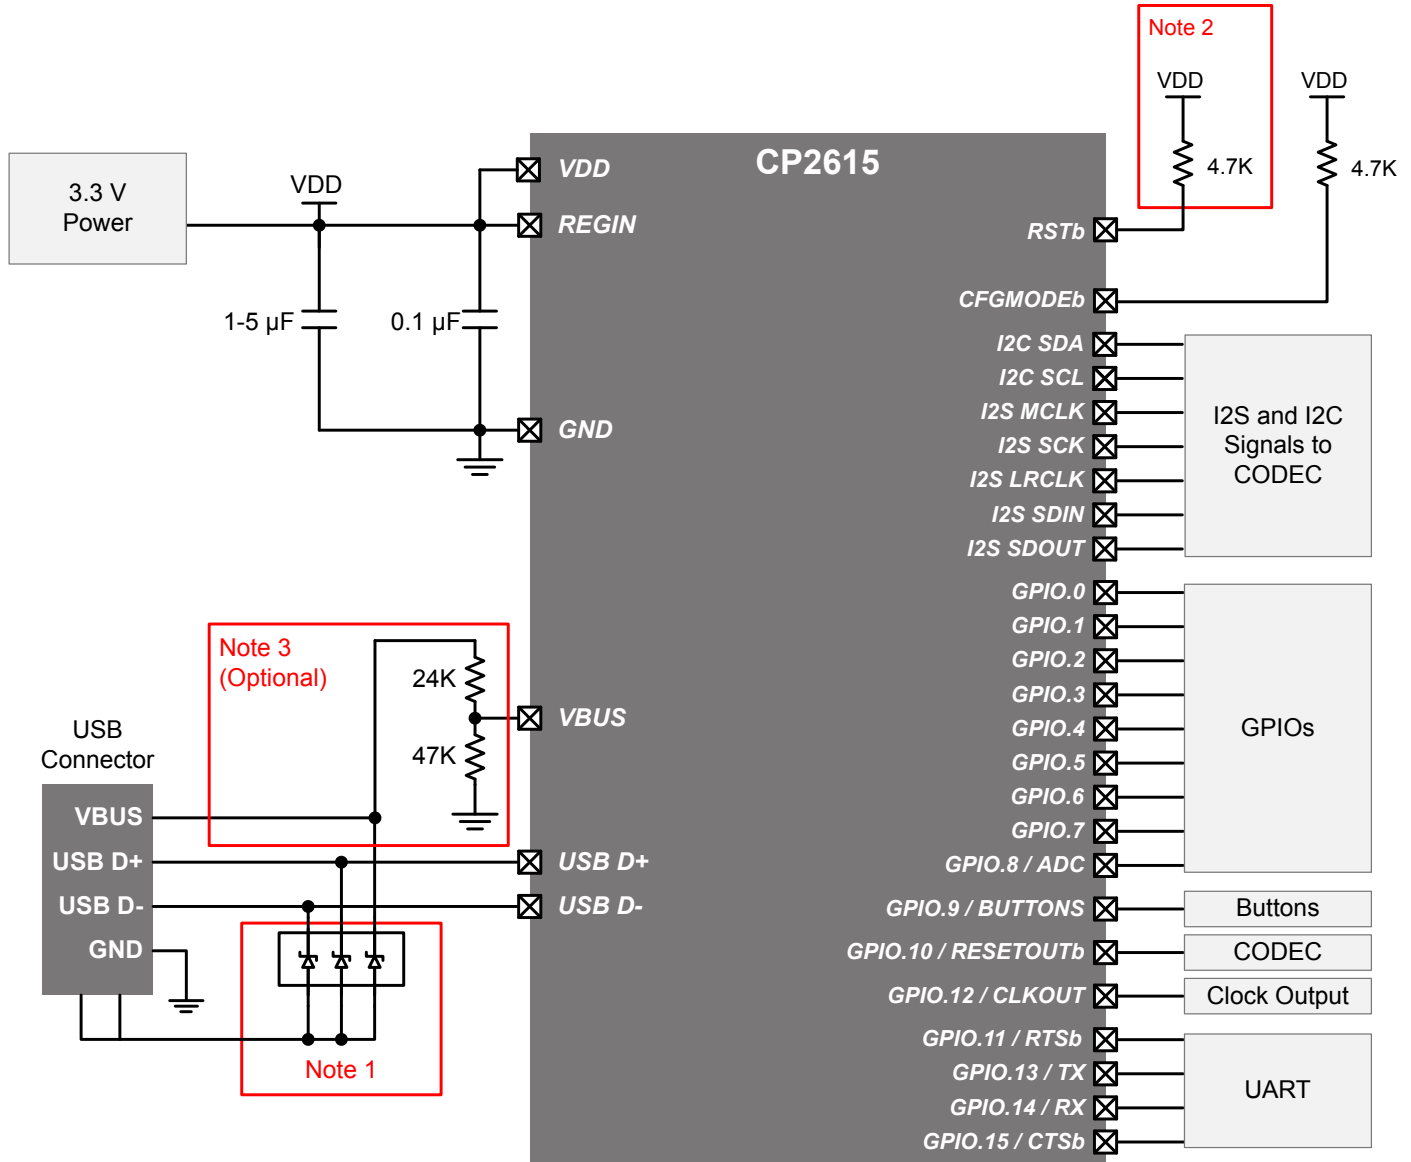 Note 2
VDD
VDD
4.7K
4.7K
CP2615
3.3 V
Power
VDD
1-5 µF
0.1 µF
VDD
REGIN
GND
RSTb
CFGMODEb
I2C SDA
I2C SCL
I2S MCLK
I2S SCK
I2S LRCLK
I2S SDIN
I2S SDOUT
I2S and I2C
Signals to
CODEC
Note 3
(Optional)
24K
47K
VBUS
USB
Connector
VBUS
USB D+
USB D-
GND
USB D+
USB D-
Note 1
GPIO.0
GPIO.1
GPIO.2
GPIO.3
GPIO.4
GPIO.5
GPIO.6
GPIO.7
GPIO.8 / ADC
GPIOs
GPIO.9 / BUTTONS
Buttons
GPIO.10 / RESETOUTb
CODEC
GPIO.12 / CLKOUT
Clock Output
GPIO.11 / RTSb
GPIO.13 / TX
GPIO.14 / RX
GPIO.15 / CTSb
UART